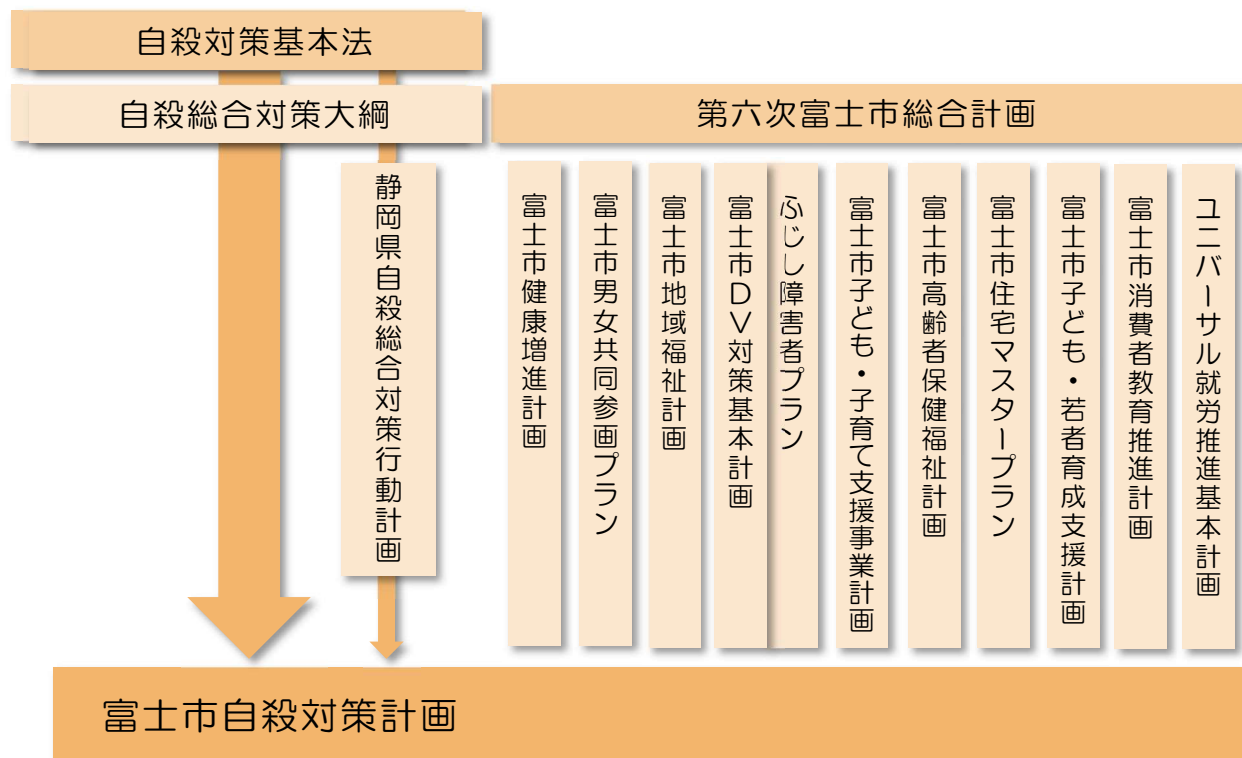 自殺対策基本法
自殺総合対策大綱
第六次富士市総合計画
静岡県自殺総合対策行動計画
富士市健康増進計画
富士市男女共同参画プラン
富士市地域福祉計画
富士市DV対策基本計画
ふじし障害者プラン
富士市子ども・子育て支援事業計画
富士市高齢者保健福祉計画
富士市住宅マスタープラン
富士市子ども・若者育成支援計画
富士市消費者教育推進計画
ユニバーサル就労推進基本計画
富士市自殺対策計画